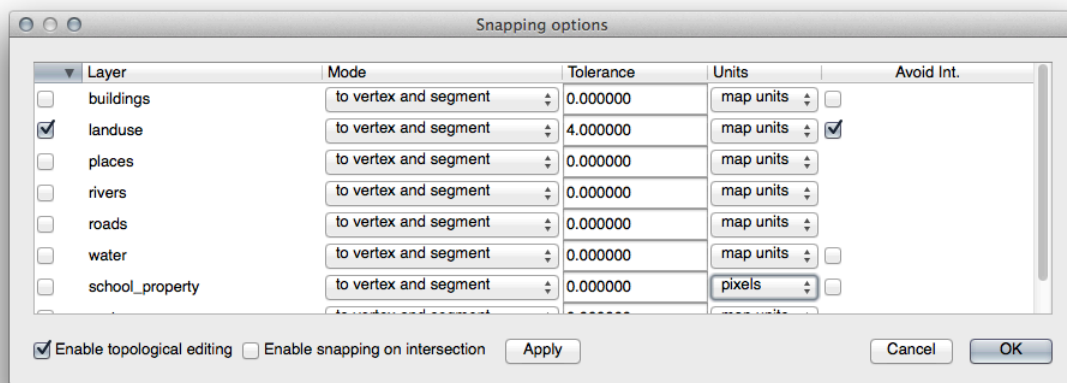 Snapping options
Layer Mode Tolerance Units Avoid Int.
buildings to vertex and segment 0.000000 map units
landuse to vertex and segment 4.000000 map units
places to vertex and segment 0.000000 map units
rivers to vertex and segment 0.000000 map units
roads to vertex and segment 0.000000 map units
water to vertex and segment 0.000000 map units
school_property to vertex and segment 0.000000 pixels
Enable topological editing Enable snapping on intersection Apply Cancel OK